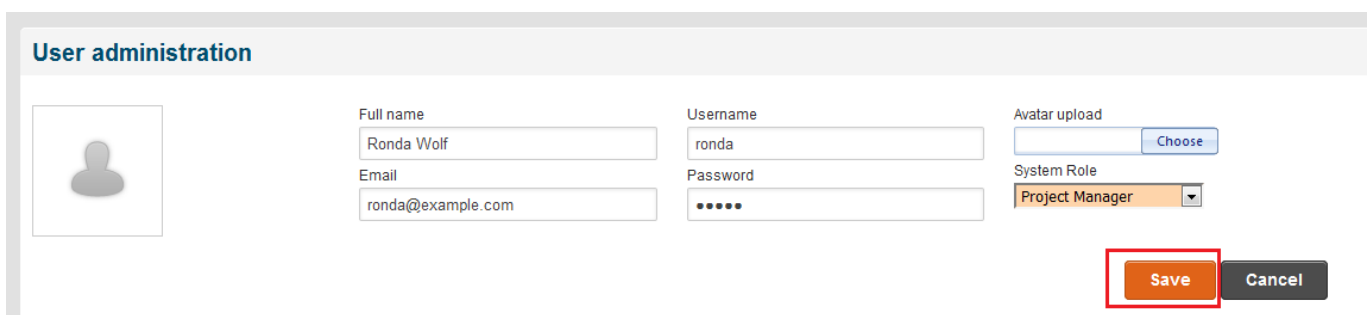 User administration
Full name
Username
Avatar upload
Ronda Wolf
ronda
Choose
Email
Password
System Role
ronda@example.com
•••••
Project Manager
Save
Cancel